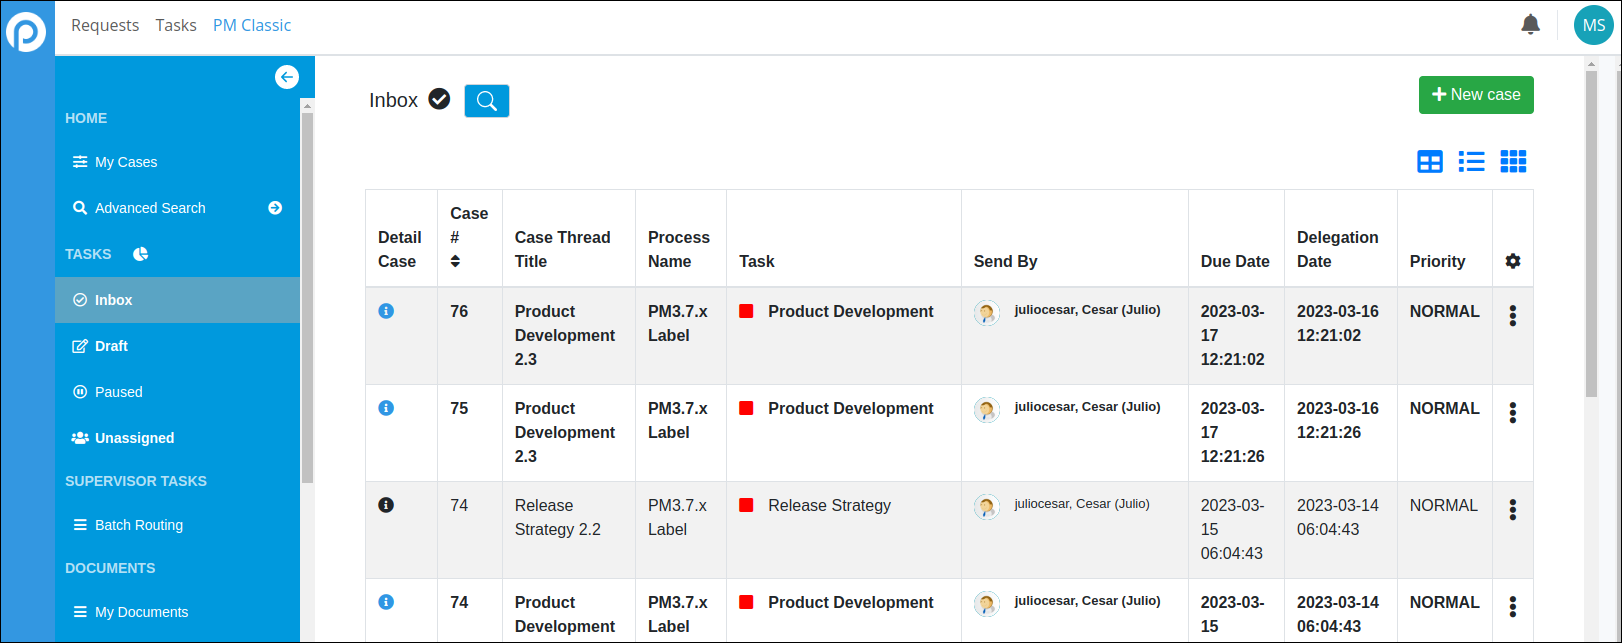 Requests Tasks PM Classic
MS
HOME
My Cases
Advanced Search
TASKS
Inbox
Draft
Paused
Unassigned
SUPERVISOR TASKS
Batch Routing
DOCUMENTS
My Documents
Inbox
New case
Detail Case
Case #
Case Thread Title
Process Name
Task
Send By
Due Date
Delegation Date
Priority
76
Product
Development
2.3
PM3.7.x
Label
Product Development
juliocesar, Cesar (Julio)
2023-03-
17
12:21:02
2023-03-16
12:21:02
NORMAL
75
Product
Development
2.3
PM3.7.x
Label
Product Development
juliocesar, Cesar (Julio)
2023-03-
17
12:21:26
2023-03-16
12:21:26
NORMAL
74
Release
Strategy 2.2
PM3.7.x
Label
Release Strategy
juliocesar, Cesar (Julio)
2023-03-
15
06:04:43
2023-03-14
06:04:43
NORMAL
74
Product
Development
PM3.7.x
Label
Product Development
juliocesar, Cesar (Julio)
2023-03-
15
2023-03-14
06:04:43
NORMAL